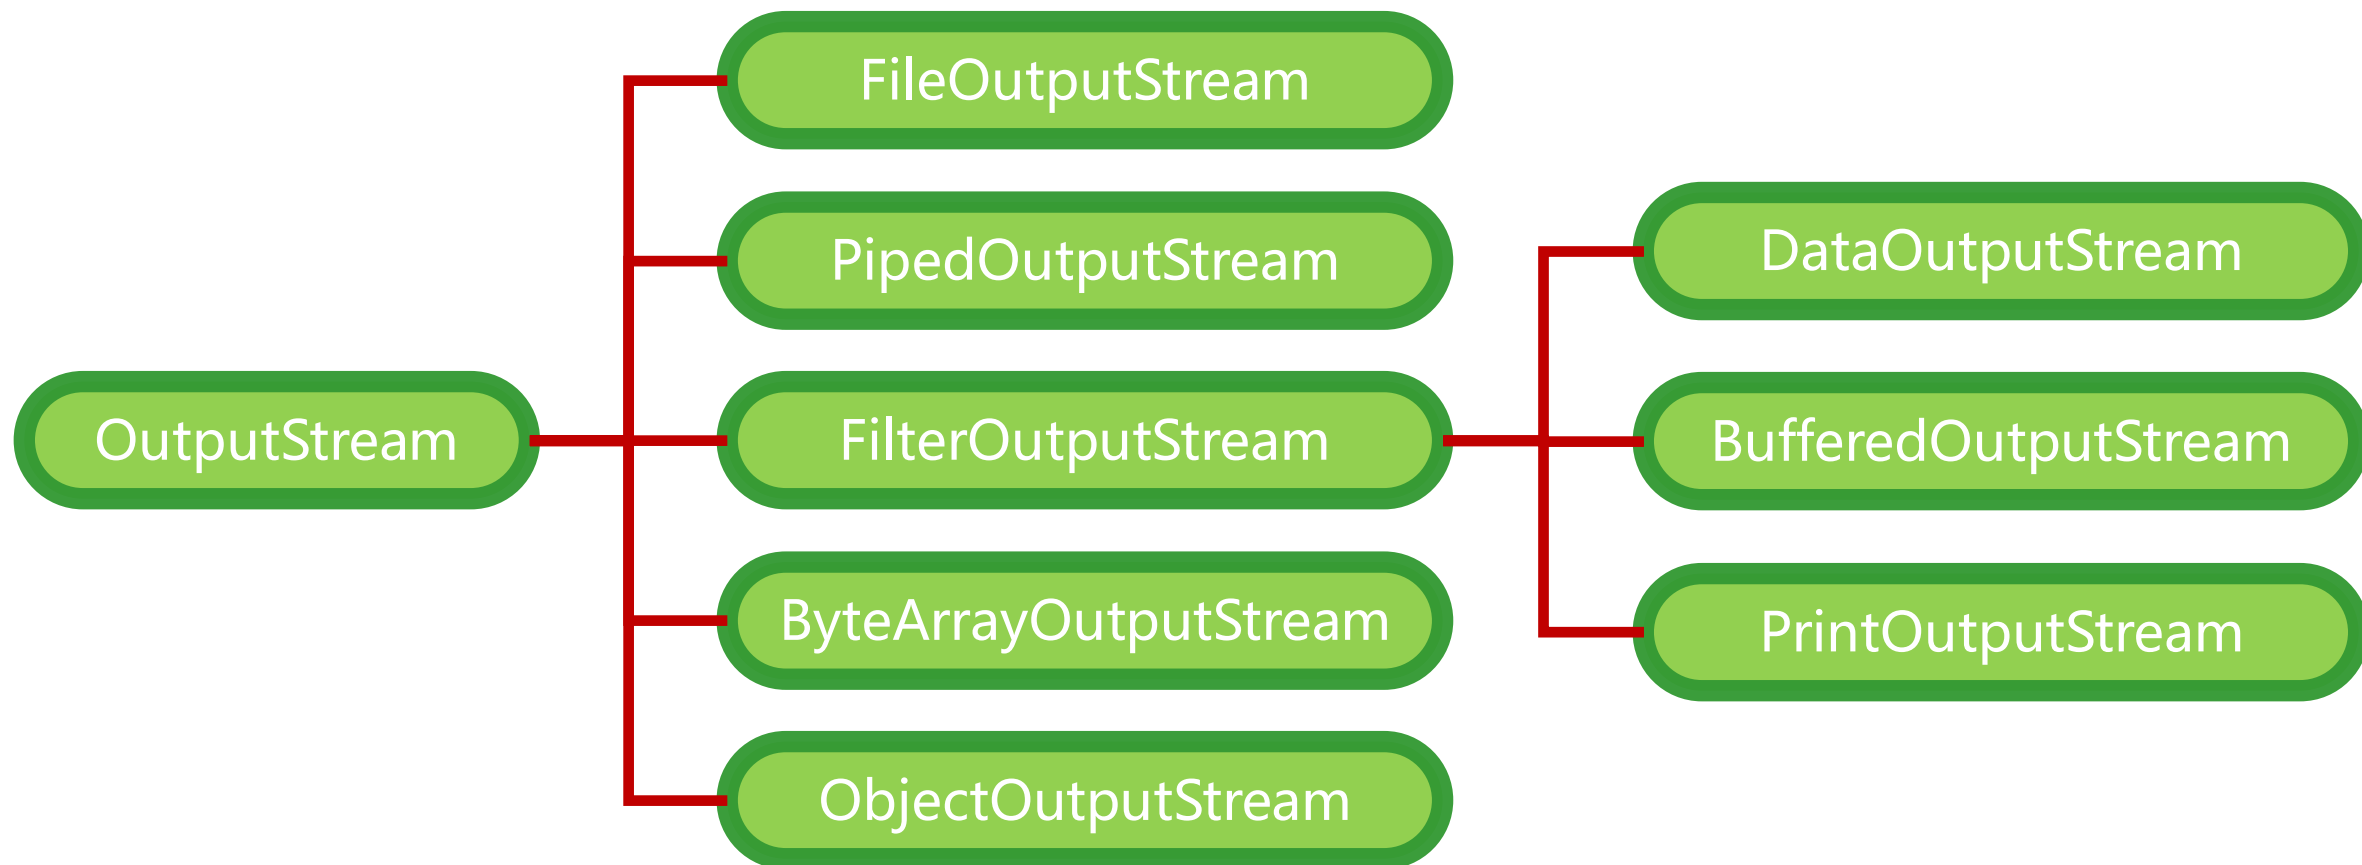 FileOutputStream
PipedOutputStream
DataOutputStream
OutputStream
FilterOutputStream
BufferedOutputStream
ByteArrayOutputStream
PrintOutputStream
ObjectOutputStream